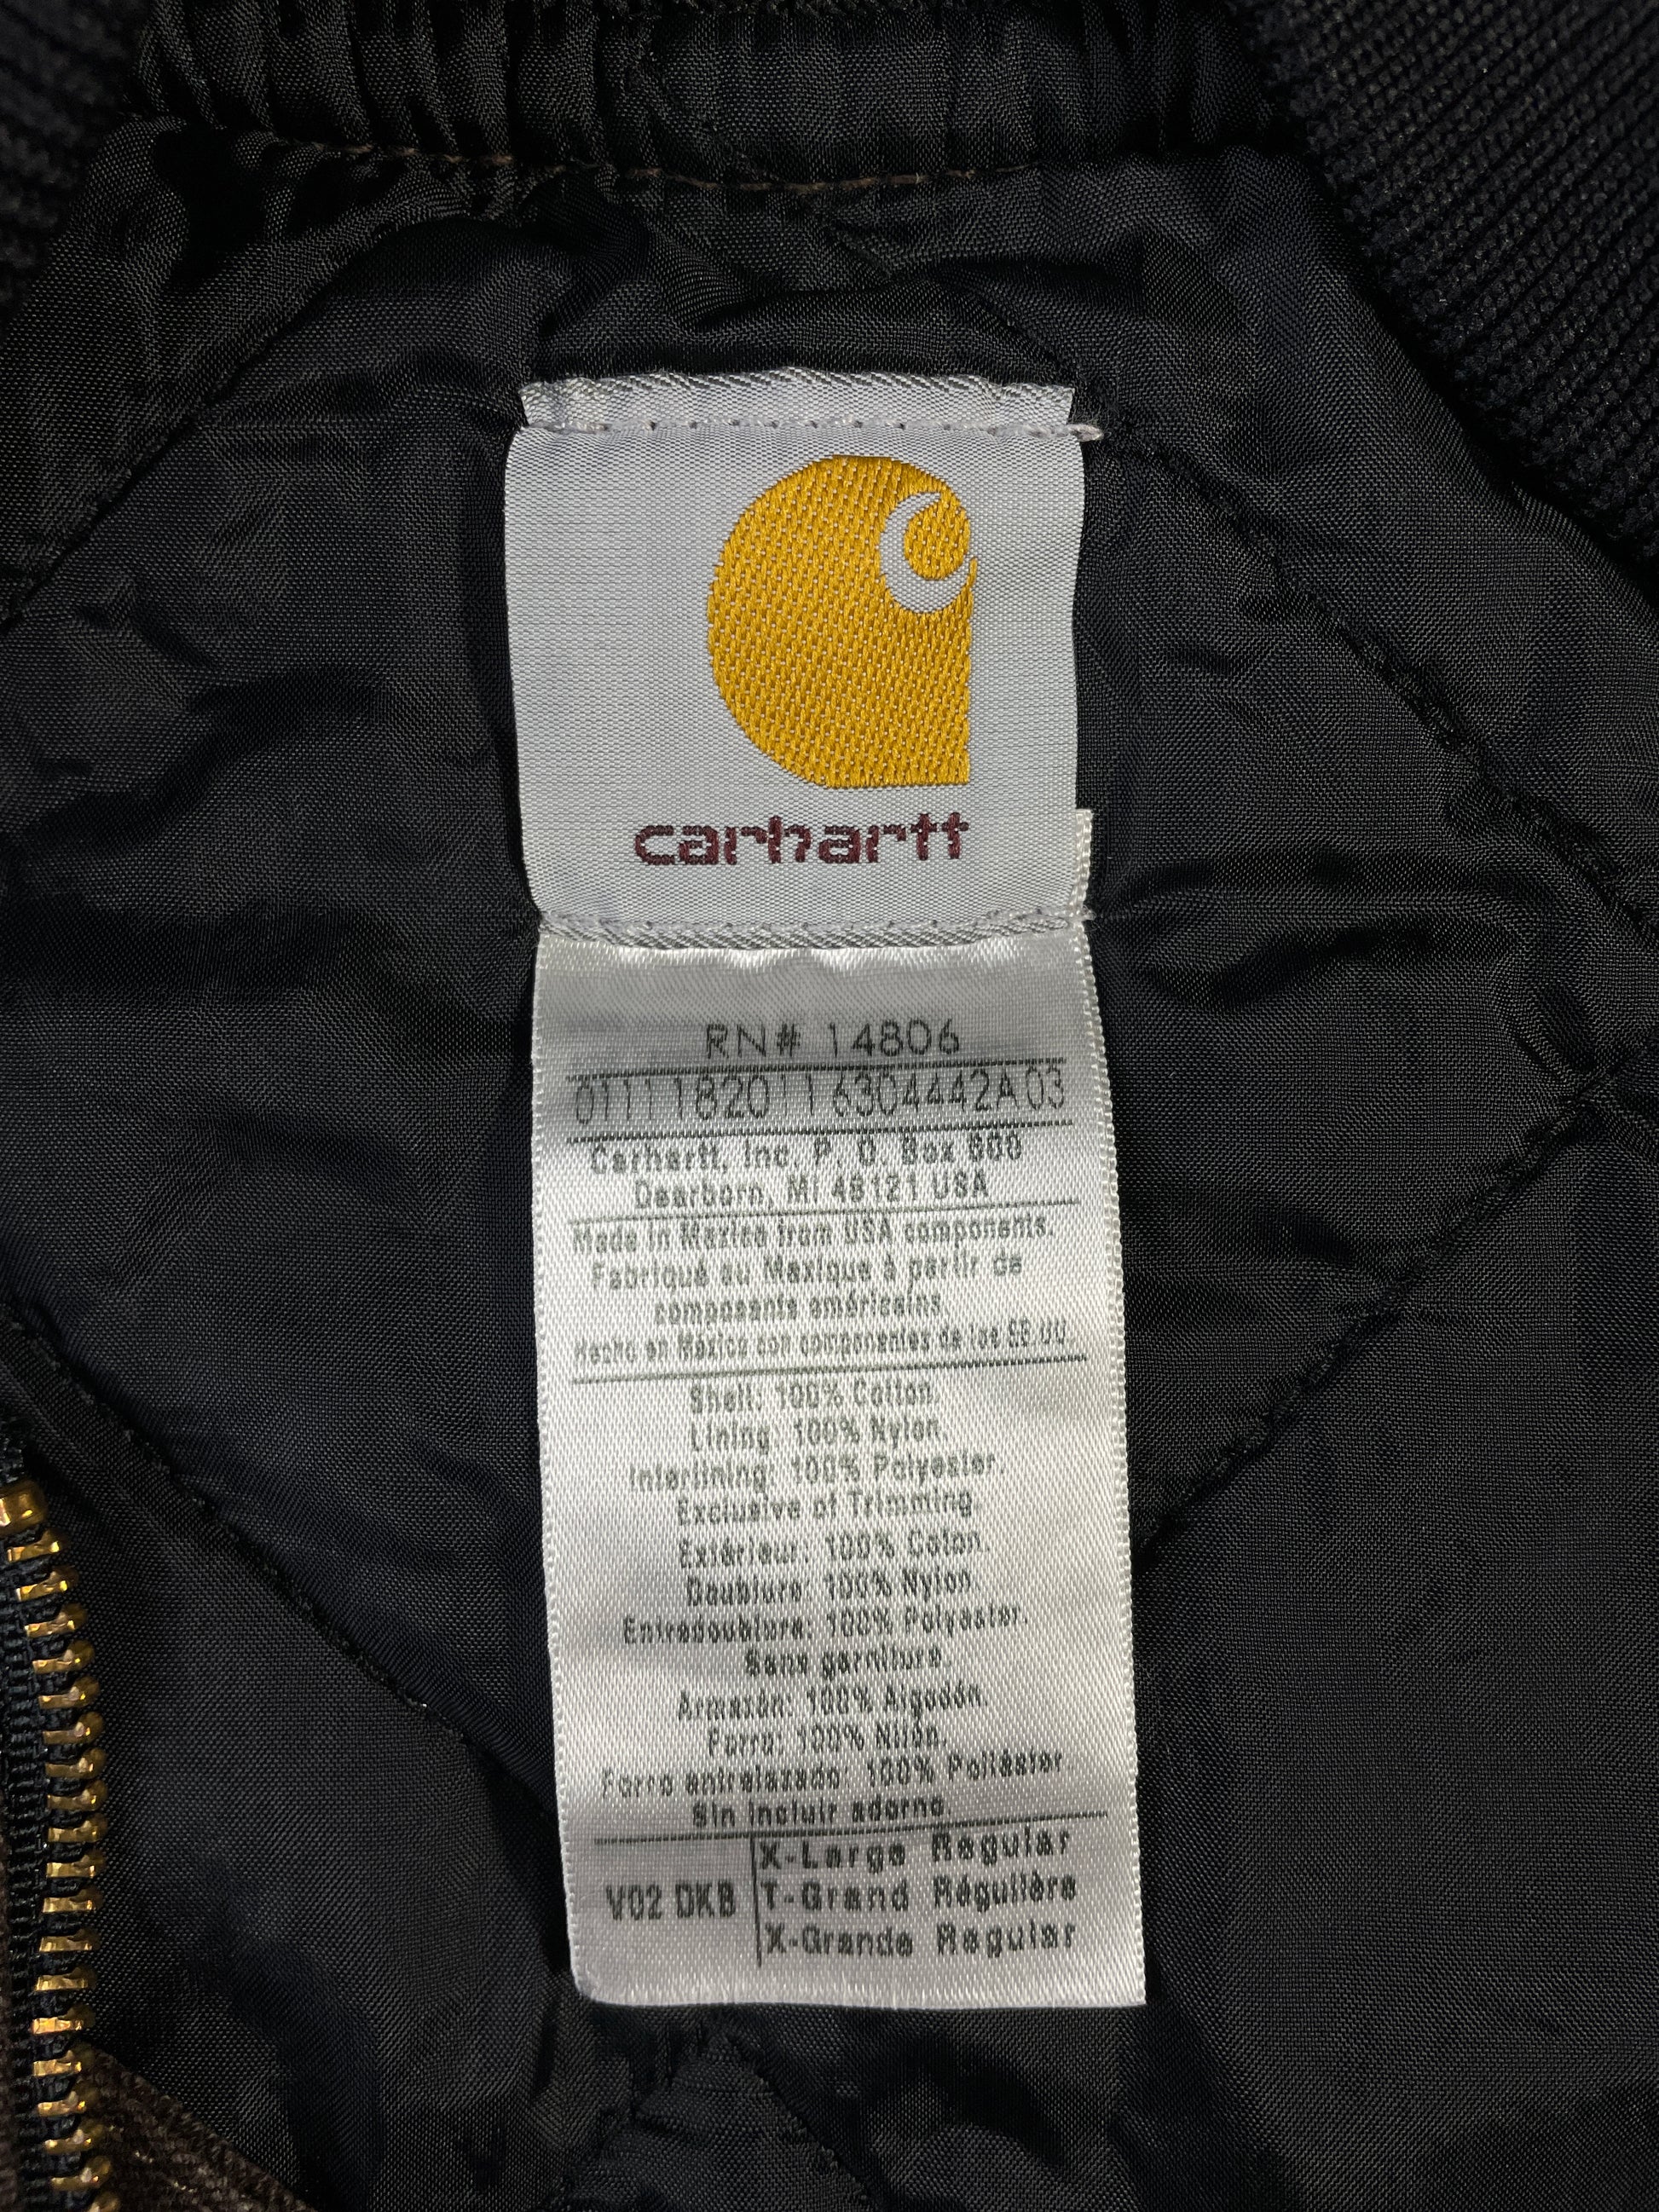 carhartt
RN# 14806
01111820116304442A03
Carhartt, Inc. P. O. Box 600
Dearborn, MI 48121 USA
Made in Mexico from USA components.
Fabriqué au Mexique à partir de
composants américains.
Hecho en México con componentes de los EE.UU.
Shell: 100% Cotton.
Lining: 100% Nylon.
Interlining: 100% Polyester.
Exclusive of Trimming
Extérieur: 100% Coton
Doublure: 100% Nylon
Entredoublure: 100% Polyester.
Sans garniture.
Armazón: 100% Algodón.
Forro: 100% Nilón.
Forro entrelazado: 100% Poliéster.
Sin incluir adorno.
V02 DKB
X-Large Regular
T-Grand Régulière
X-Grande Regular